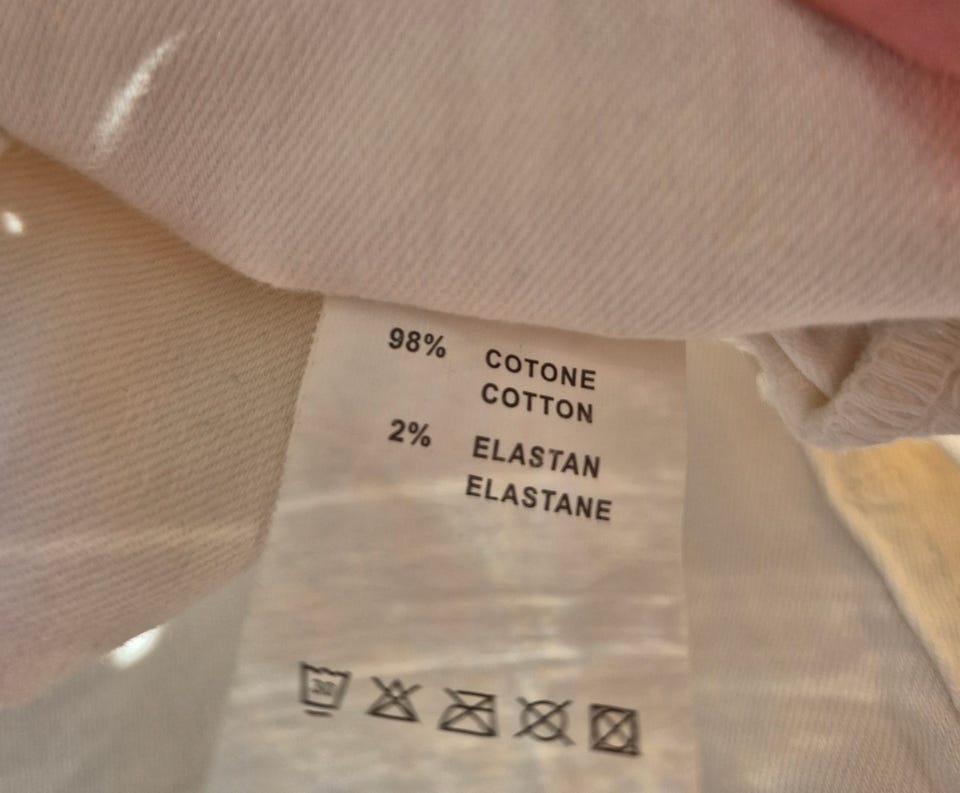 98% COTONE
COTTON
2% ELASTAN
ELASTANE
30